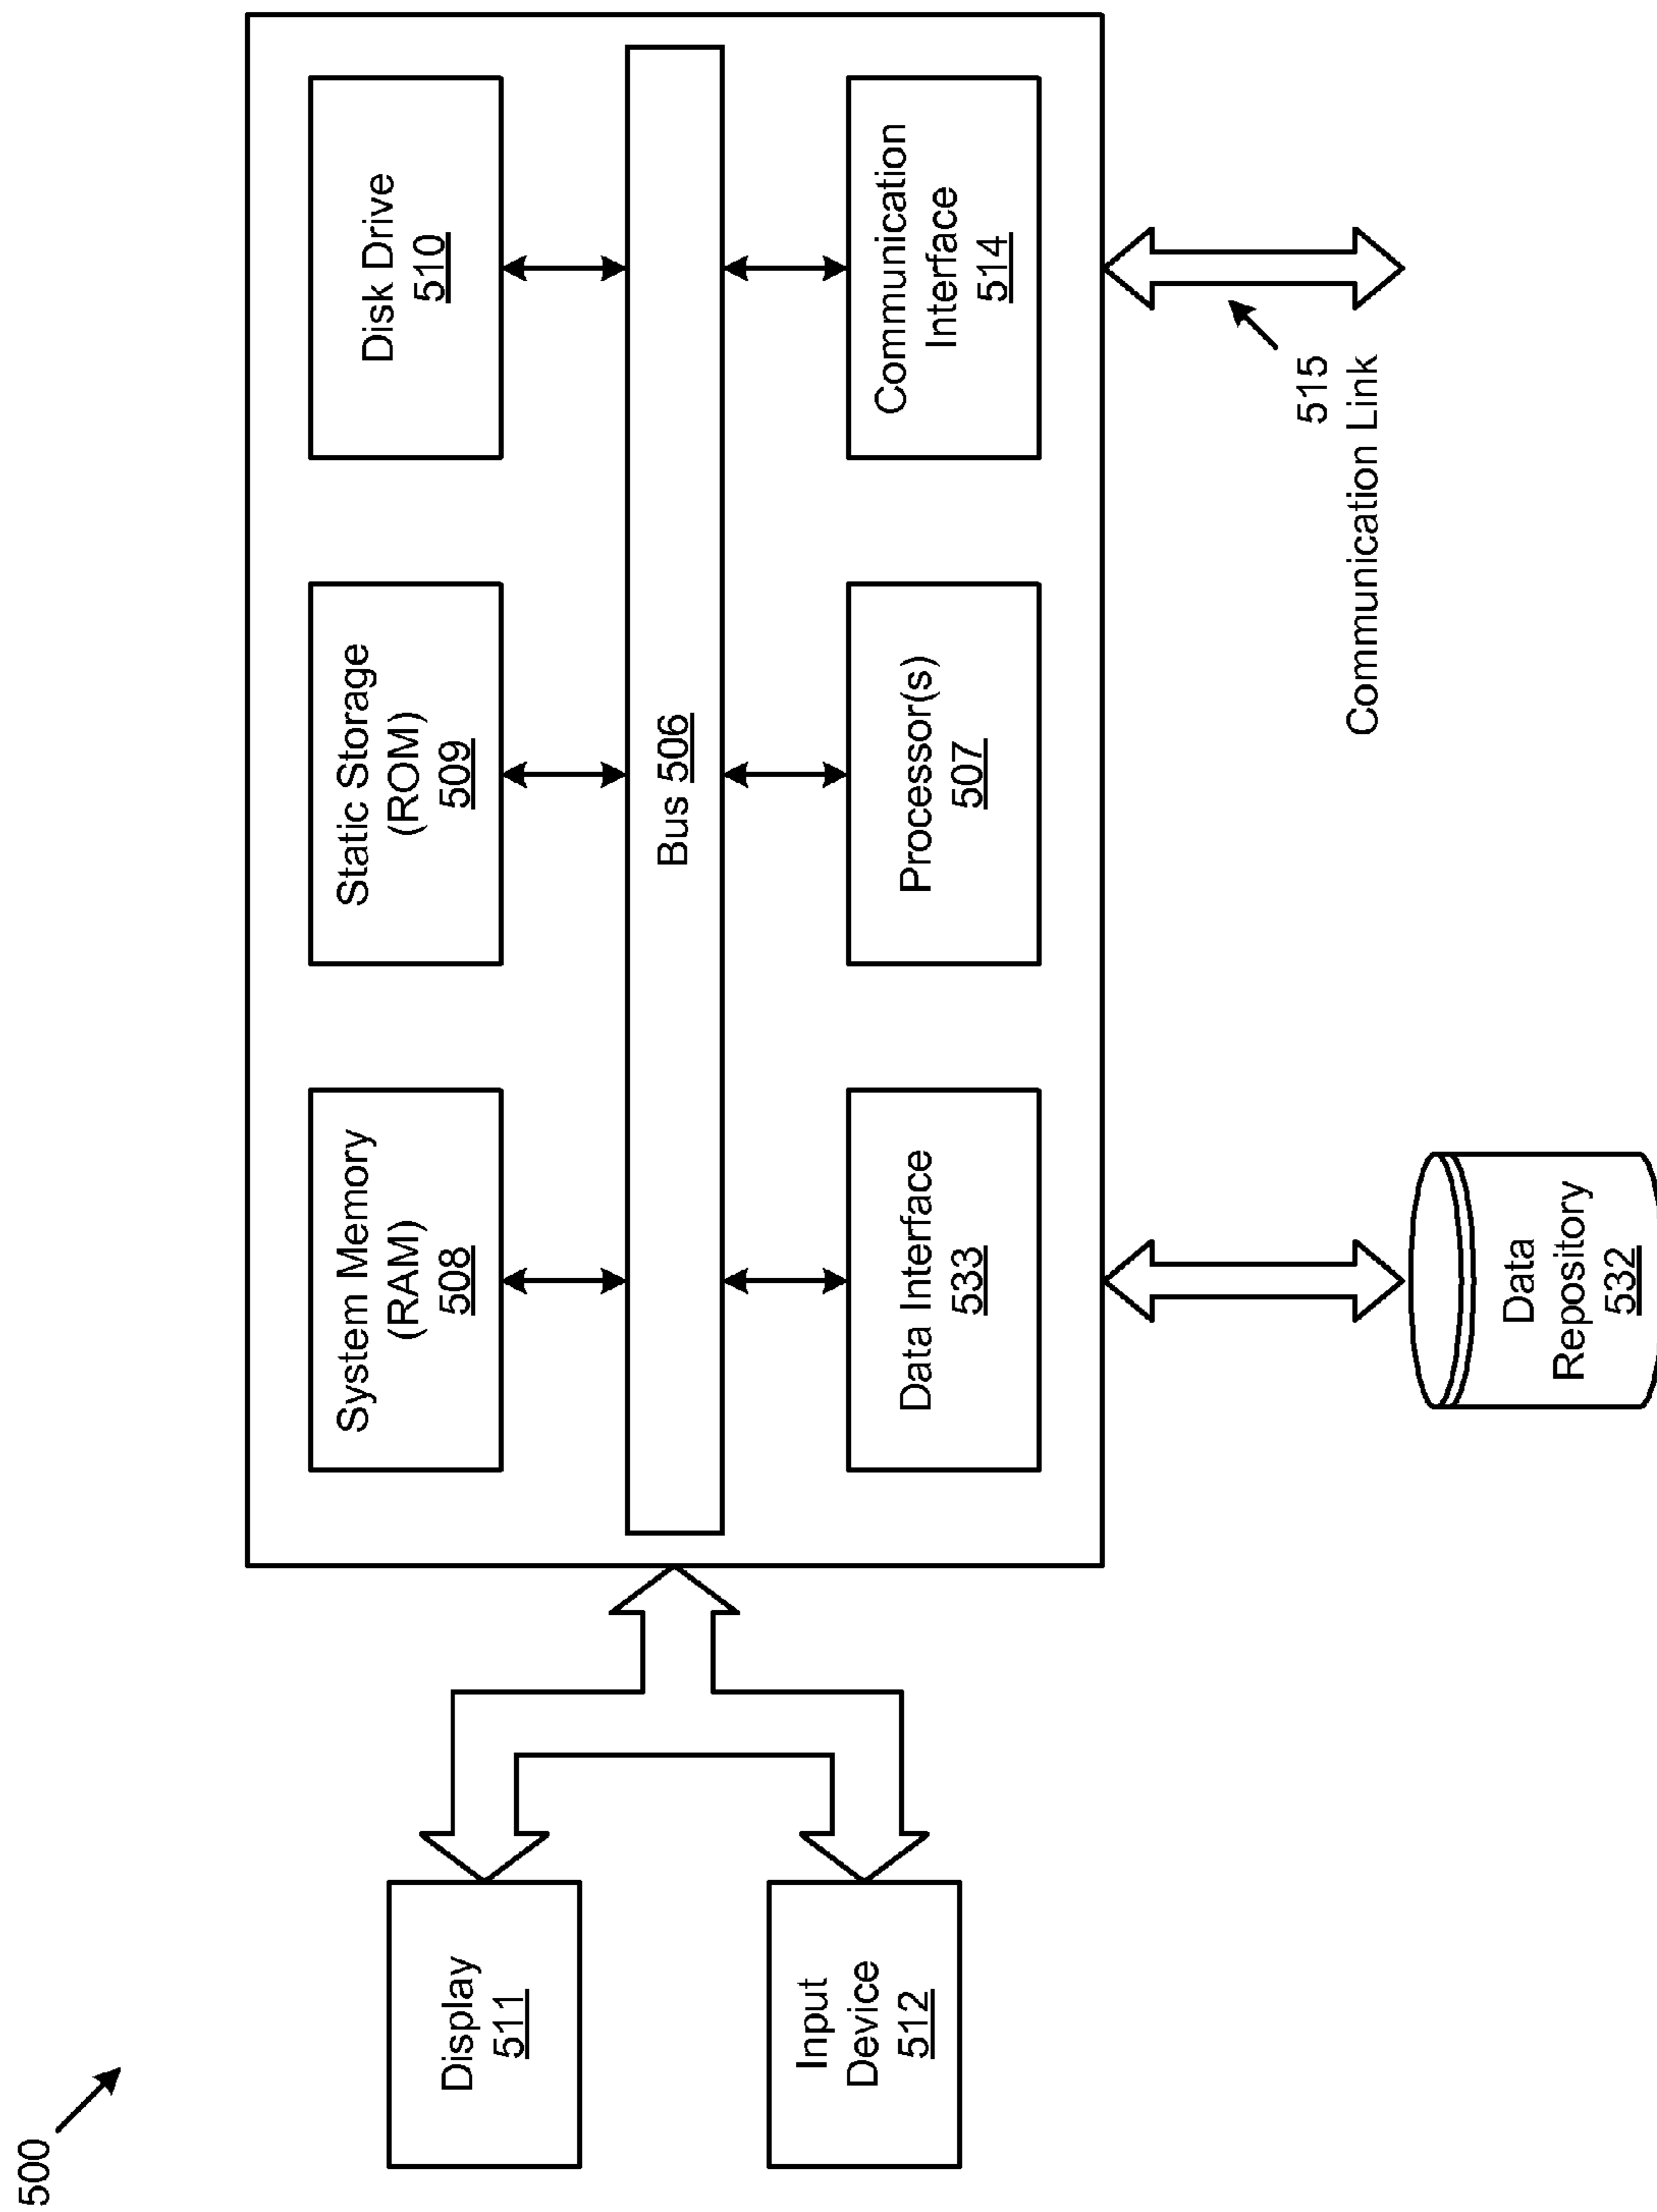 500
System Memory
(RAM)
508
Static Storage
(ROM)
509
Disk Drive
510
Display
511
Bus 506
Input
Device
512
Data Interface
533
Processor(s)
507
Communication
Interface
514
515
Communication Link
Data
Repository
532